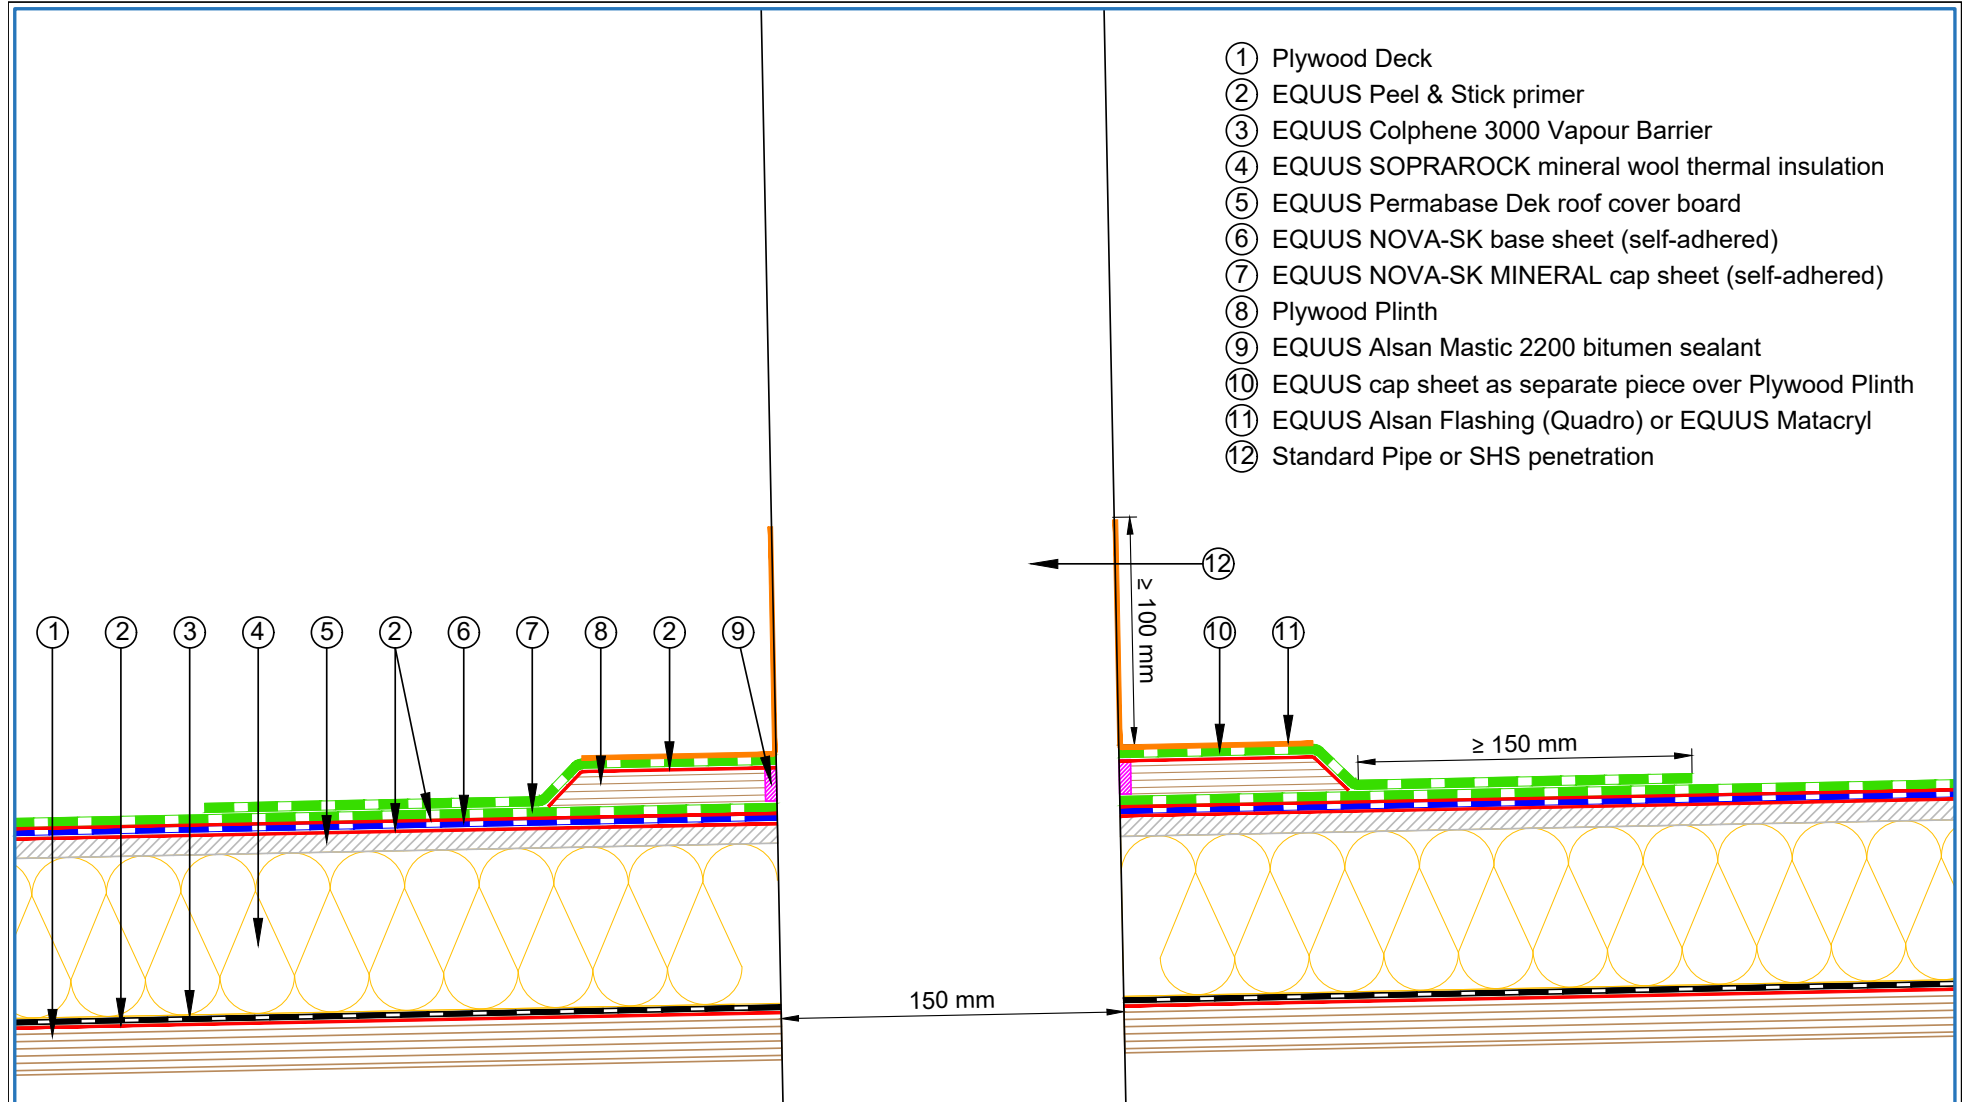 1 Plywood Deck
2 EQUUS Peel & Stick primer
3 EQUUS Colphene 3000 Vapour Barrier
4 EQUUS SOPRAROCK mineral wool thermal insulation
5 EQUUS Permabase Dek roof cover board
6 EQUUS NOVA-SK base sheet (self-adhered)
7 EQUUS NOVA-SK MINERAL cap sheet (self-adhered)
8 Plywood Plinth
9 EQUUS Alsan Mastic 2200 bitumen sealant
10 EQUUS cap sheet as separate piece over Plywood Plinth
11 EQUUS Alsan Flashing (Quadro) or EQUUS Matacryl
12 Standard Pipe or SHS penetration
12
≥ 100 mm
1 2 3 4 5 2 6 7 8 2 9 10 11
≥ 150 mm
150 mm